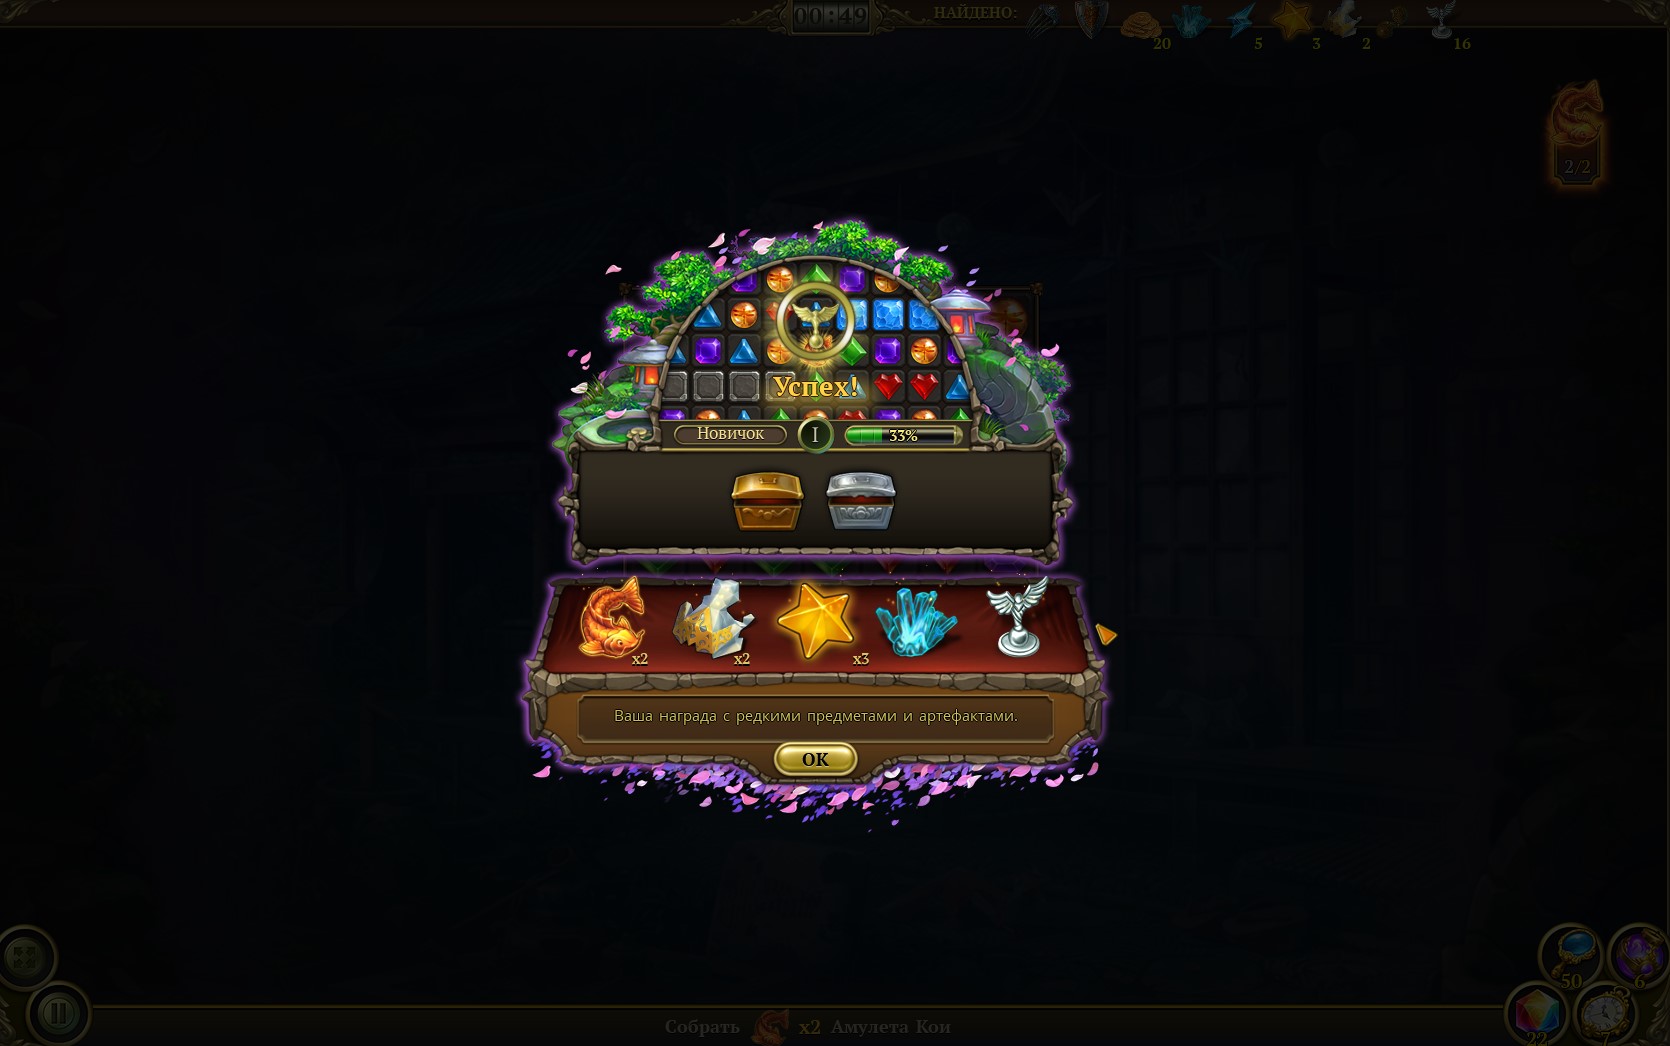 00:49 НАЙДЕНО:
20 5 3 2 16
2/2
Успех!
Новичок I 33%
x2 x2 x3
Ваша награда с редкими предметами и артефактами.
OK
50 6
22 7
Собрать x2 Амулета Кои